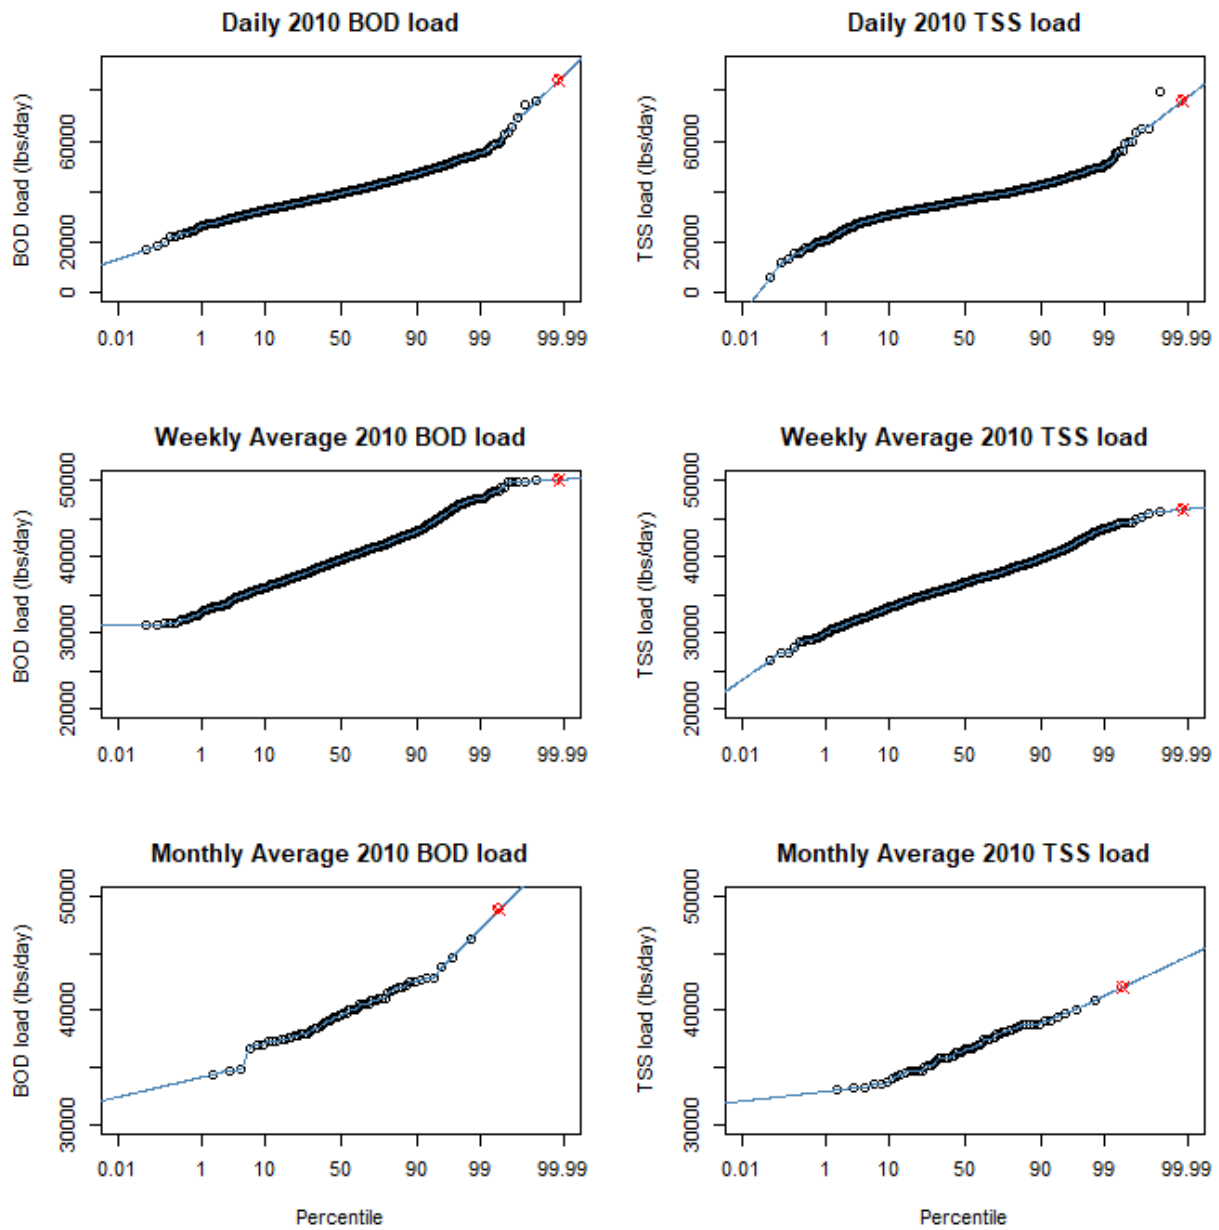 Daily 2010 BOD load
BOD load (lbs/day)
60000
20000
0
0.01 1 10 50 90 99 99.99
Daily 2010 TSS load
TSS load (lbs/day)
60000
20000
0
0.01 1 10 50 90 99 99.99
Weekly Average 2010 BOD load
BOD load (lbs/day)
50000
40000
30000
20000
0.01 1 10 50 90 99 99.99
Weekly Average 2010 TSS load
TSS load (lbs/day)
50000
40000
30000
20000
0.01 1 10 50 90 99 99.99
Monthly Average 2010 BOD load
BOD load (lbs/day)
50000
40000
30000
0.01 1 10 50 90 99 99.99
Percentile
Monthly Average 2010 TSS load
TSS load (lbs/day)
50000
40000
30000
0.01 1 10 50 90 99 99.99
Percentile